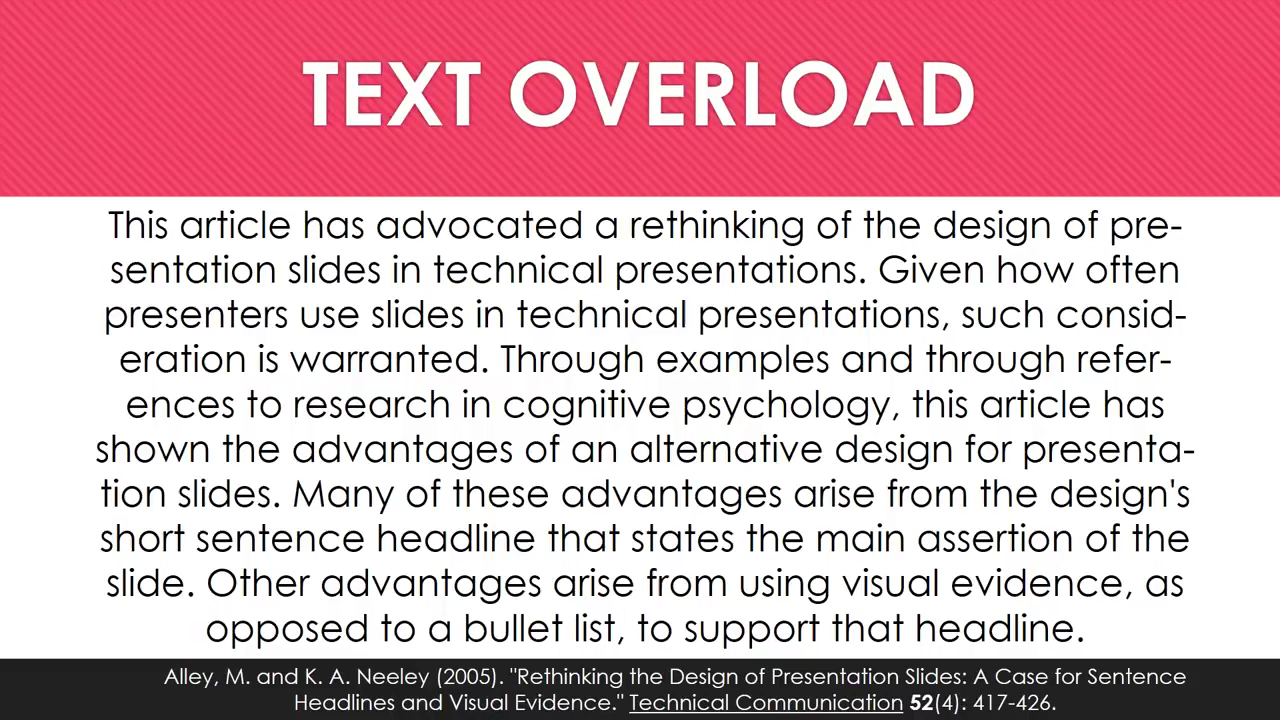 TEXT OVERLOAD
This article has advocated a rethinking of the design of pre-
sentation slides in technical presentations. Given how often
presenters use slides in technical presentations, such consid-
eration is warranted. Through examples and through refer-
ences to research in cognitive psychology, this article has
shown the advantages of an alternative design for presenta-
tion slides. Many of these advantages arise from the design's
short sentence headline that states the main assertion of the
slide. Other advantages arise from using visual evidence, as
opposed to a bullet list, to support that headline.
Alley, M. and K. A. Neeley (2005). "Rethinking the Design of Presentation Slides: A Case for Sentence
Headlines and Visual Evidence." Technical Communication 52(4): 417-426.